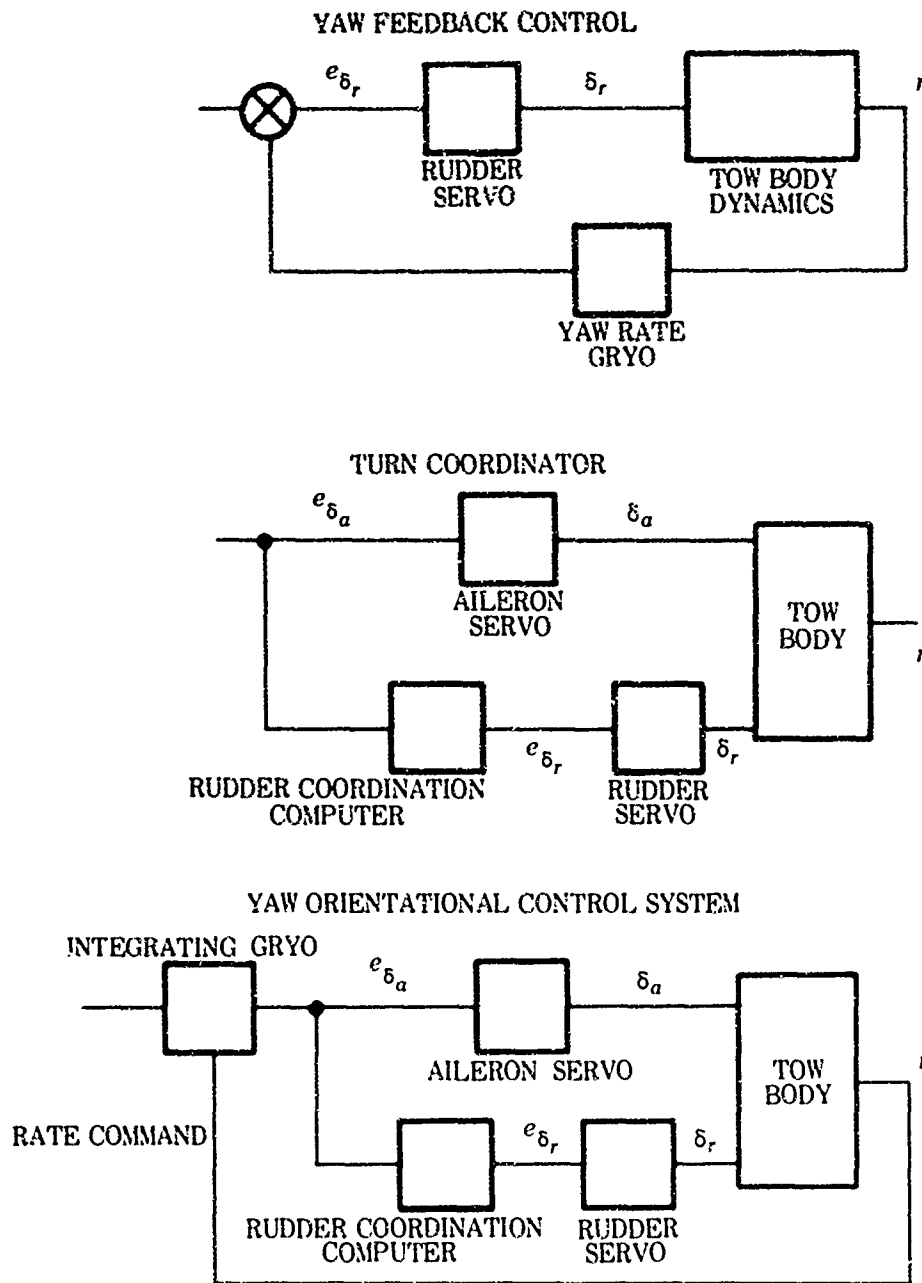 YAW FEEDBACK CONTROL
e_δr
δr
r
RUDDER
SERVO
TOW BODY
DYNAMICS
YAW RATE
GRYO
TURN COORDINATOR
e_δa
δa
AILERON
SERVO
TOW
BODY
r
e_δr
δr
RUDDER COORDINATION
COMPUTER
RUDDER
SERVO
YAW ORIENTATIONAL CONTROL SYSTEM
INTEGRATING GRYO
e_δa
δa
AILERON SERVO
TOW
BODY
r
RATE COMMAND
e_δr
δr
RUDDER COORDINATION
COMPUTER
RUDDER
SERVO